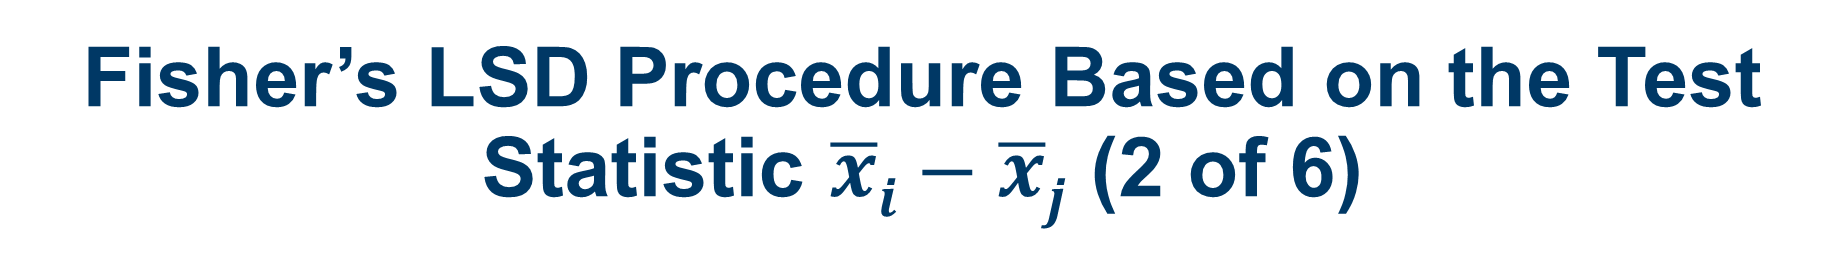 Fisher’s LSD Procedure Based on the Test
Statistic x̅ᵢ − x̅ⱼ (2 of 6)